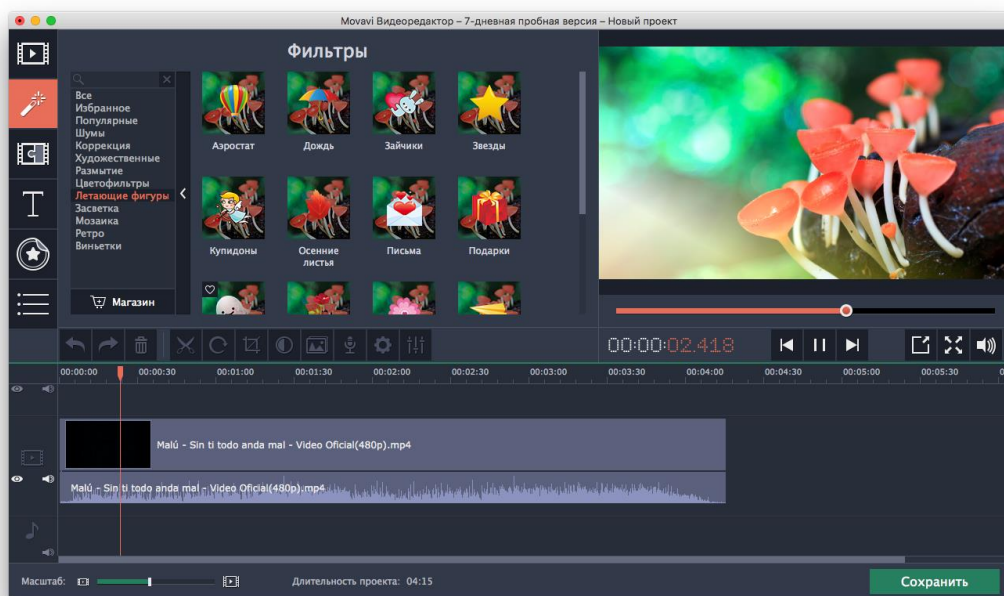 Movavi Видеоредактор – 7-дневная пробная версия – Новый проект
Фильтры
Все
Избранное
Популярные
Шумы
Коррекция
Художественные
Размытие
Цветофильтры
Летающие фигуры
Засветка
Мозаика
Ретро
Виньетки
Магазин
Аэростат
Дождь
Зайчики
Звезды
Купидоны
Осенние
листья
Письма
Подарки
00:00:02.418
00:00:00 00:00:30 00:01:00 00:01:30 00:02:00 00:02:30 00:03:00 00:03:30 00:04:00 00:04:30 00:05:00 00:05:30
Malú - Sin ti todo anda mal - Video Oficial(480p).mp4
Malú - Sin ti todo anda mal - Video Oficial(480p).mp4
Масштаб:
Длительность проекта: 04:15
Сохранить